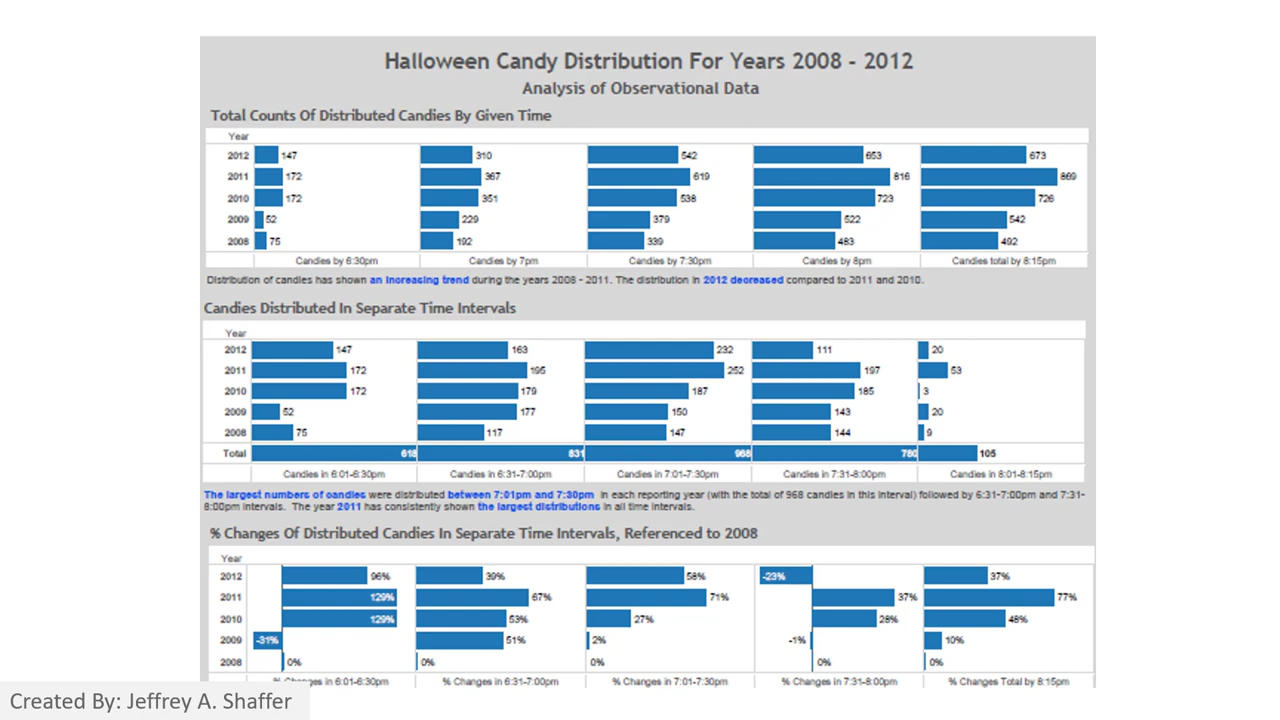 Halloween Candy Distribution For Years 2008 - 2012
Analysis of Observational Data
Total Counts Of Distributed Candies By Given Time
Year
2012 147 310 542 653 673
2011 172 367 619 816 869
2010 172 351 538 723 726
2009 52 229 379 522 542
2008 75 192 339 483 492
Candies by 6:30pm Candies by 7pm Candies by 7:30pm Candies by 8pm Candies total by 8:15pm
Distribution of candies has shown an increasing trend during the years 2008 - 2011. The distribution in 2012 decreased compared to 2011 and 2010.
Candies Distributed In Separate Time Intervals
Year
2012 147 163 232 111 20
2011 172 195 252 197 53
2010 172 179 187 185 3
2009 52 177 150 143 20
2008 75 117 147 144 9
Total 618 831 968 780 105
Candies in 6:01-6:30pm Candies in 6:31-7:00pm Candies in 7:01-7:30pm Candies in 7:31-8:00pm Candies in 8:01-8:15pm
The largest numbers of candies were distributed between 7:01pm and 7:30pm in each reporting year (with the total of 968 candies in this interval) followed by 6:31-7:00pm and 7:31-
8:00pm intervals. The year 2011 has consistently shown the largest distributions in all time intervals.
% Changes Of Distributed Candies In Separate Time Intervals, Referenced to 2008
Year
2012 96% 39% 58% -23% 37%
2011 129% 67% 71% 37% 77%
2010 129% 53% 27% 28% 48%
2009 -31% 51% 2% -1% 10%
2008 0% 0% 0% 0% 0%
% Changes in 6:01-6:30pm % Changes in 6:31-7:00pm % Changes in 7:01-7:30pm % Changes in 7:31-8:00pm % Changes Total by 8:15pm
Created By: Jeffrey A. Shaffer